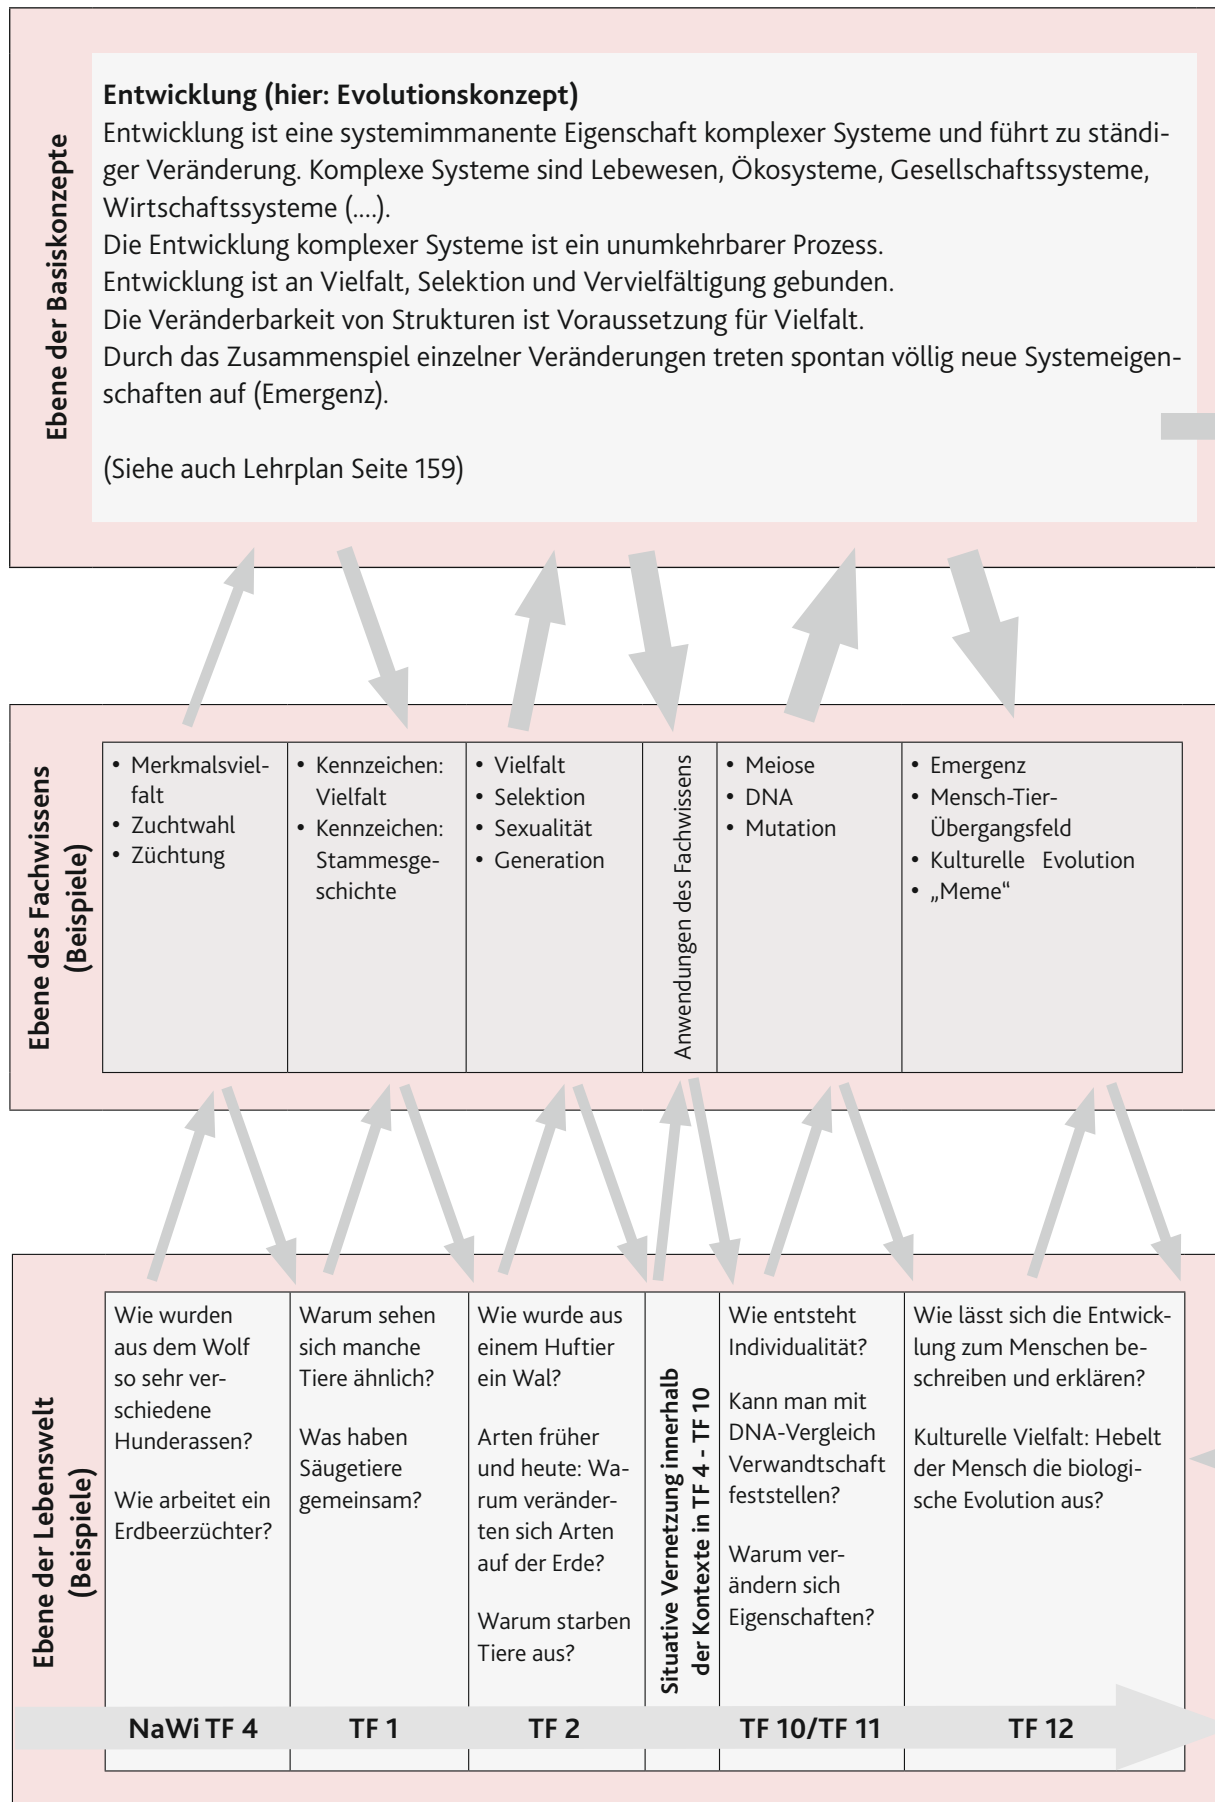 Ebene der Basiskonzepte
Entwicklung (hier: Evolutionskonzept)
Entwicklung ist eine systemimmanente Eigenschaft komplexer Systeme und führt zu ständi-
ger Veränderung. Komplexe Systeme sind Lebewesen, Ökosysteme, Gesellschaftssysteme,
Wirtschaftssysteme (....).
Die Entwicklung komplexer Systeme ist ein unumkehrbarer Prozess.
Entwicklung ist an Vielfalt, Selektion und Vervielfältigung gebunden.
Die Veränderbarkeit von Strukturen ist Voraussetzung für Vielfalt.
Durch das Zusammenspiel einzelner Veränderungen treten spontan völlig neue Systemeigen-
schaften auf (Emergenz).
(Siehe auch Lehrplan Seite 159)
Ebene des Fachwissens
(Beispiele)
• Merkmalsviel-
falt
• Zuchtwahl
• Züchtung
• Kennzeichen:
Vielfalt
• Kennzeichen:
Stammesge-
schichte
• Vielfalt
• Selektion
• Sexualität
• Generation
Anwendungen des Fachwissens
• Meiose
• DNA
• Mutation
• Emergenz
• Mensch-Tier-
Übergangsfeld
• Kulturelle Evolution
• „Meme“
Ebene der Lebenswelt
(Beispiele)
Wie wurden
aus dem Wolf
so sehr ver-
schiedene
Hunderassen?
Wie arbeitet ein
Erdbeerzüchter?
Warum sehen
sich manche
Tiere ähnlich?
Was haben
Säugetiere
gemeinsam?
Wie wurde aus
einem Huftier
ein Wal?
Arten früher
und heute: Wa-
rum veränder-
ten sich Arten
auf der Erde?
Warum starben
Tiere aus?
Situative Vernetzung innerhalb
der Kontexte in TF 4 - TF 10
Wie entsteht
Individualität?
Kann man mit
DNA-Vergleich
Verwandtschaft
feststellen?
Warum ver-
ändern sich
Eigenschaften?
Wie lässt sich die Entwick-
lung zum Menschen be-
schreiben und erklären?
Kulturelle Vielfalt: Hebelt
der Mensch die biologi-
sche Evolution aus?
NaWi TF 4
TF 1
TF 2
TF 10/TF 11
TF 12